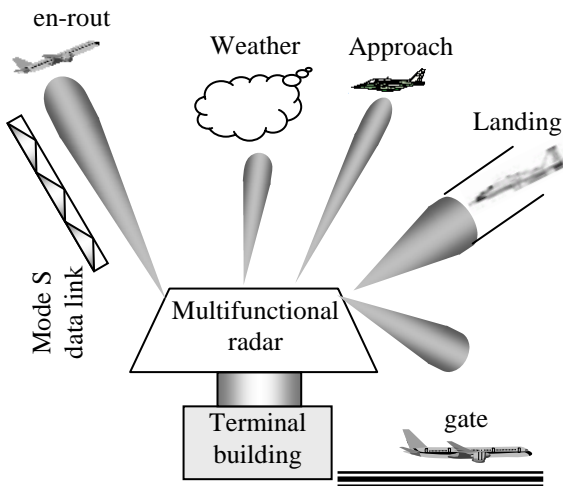 en-rout
Weather
Approach
Landing
Mode S
data link
Multifunctional
radar
Terminal
building
gate